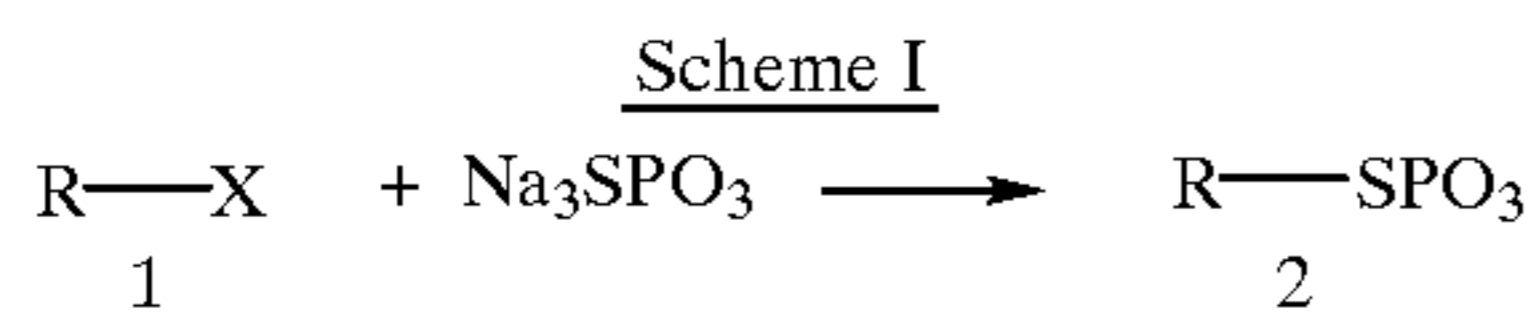 Scheme I
R—X + Na₃SPO₃ ⟶ R—SPO₃
1 2